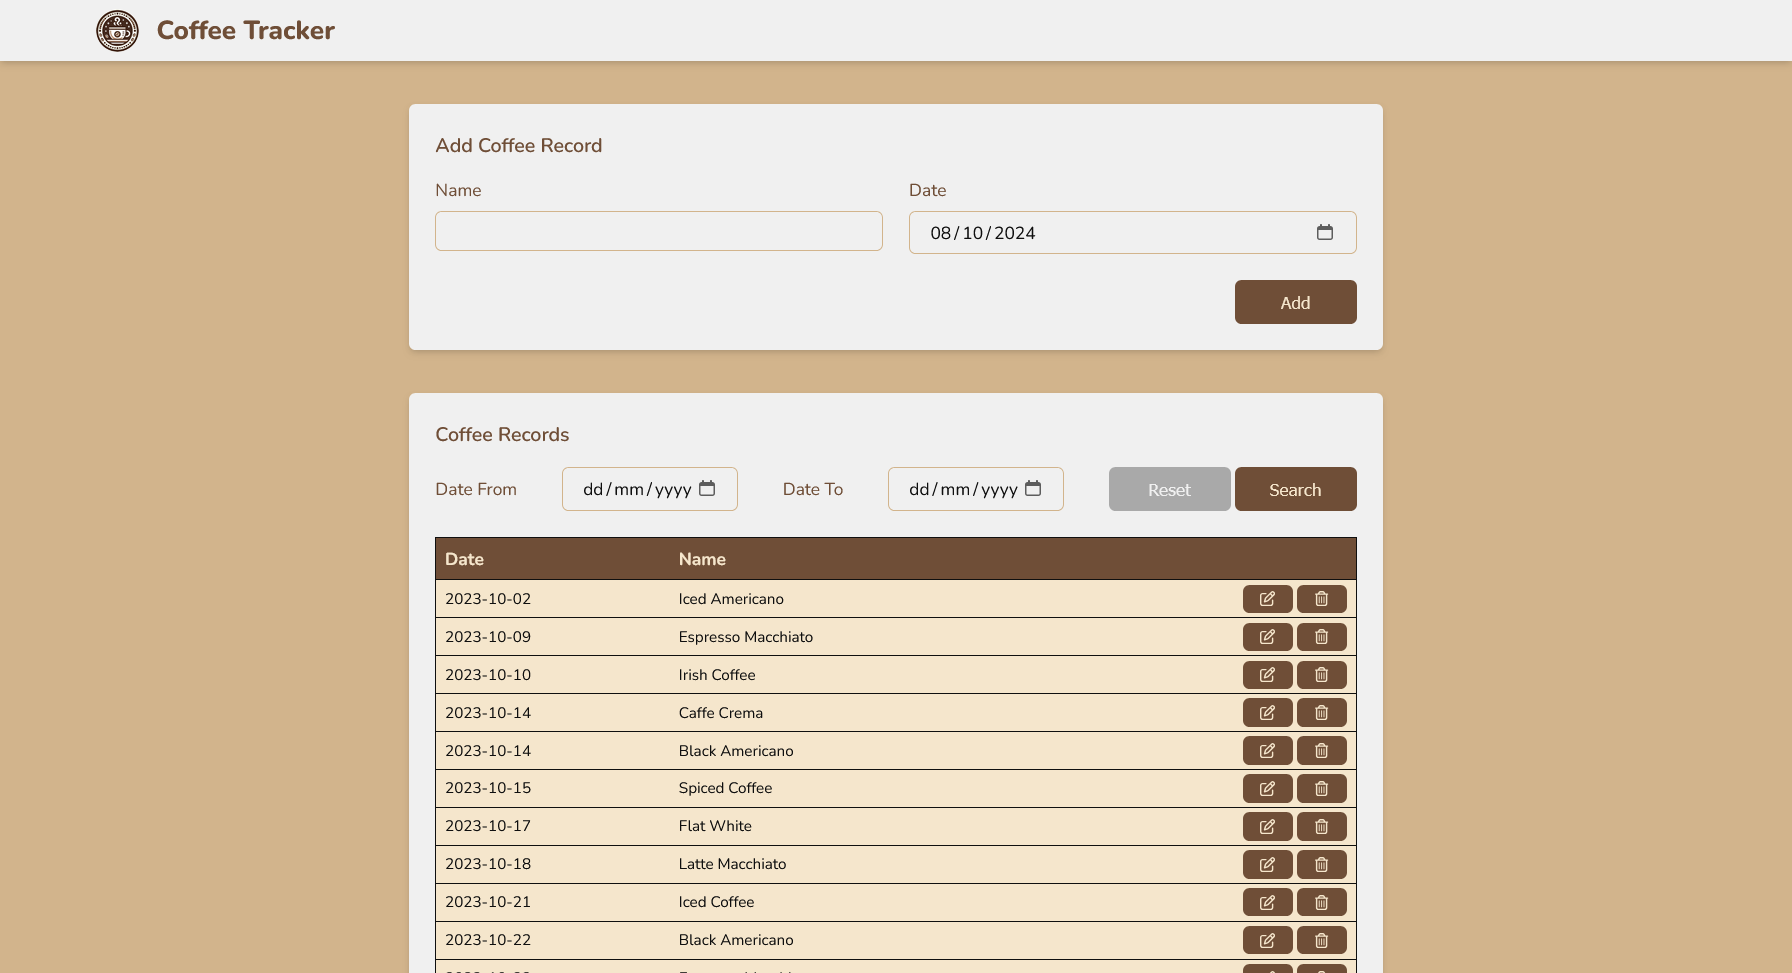 Coffee Tracker
Add Coffee Record
Name Date
08/10/2024
Add
Coffee Records
Date From dd/mm/yyyy Date To dd/mm/yyyy Reset Search
Date Name
2023-10-02 Iced Americano
2023-10-09 Espresso Macchiato
2023-10-10 Irish Coffee
2023-10-14 Caffe Crema
2023-10-14 Black Americano
2023-10-15 Spiced Coffee
2023-10-17 Flat White
2023-10-18 Latte Macchiato
2023-10-21 Iced Coffee
2023-10-22 Black Americano